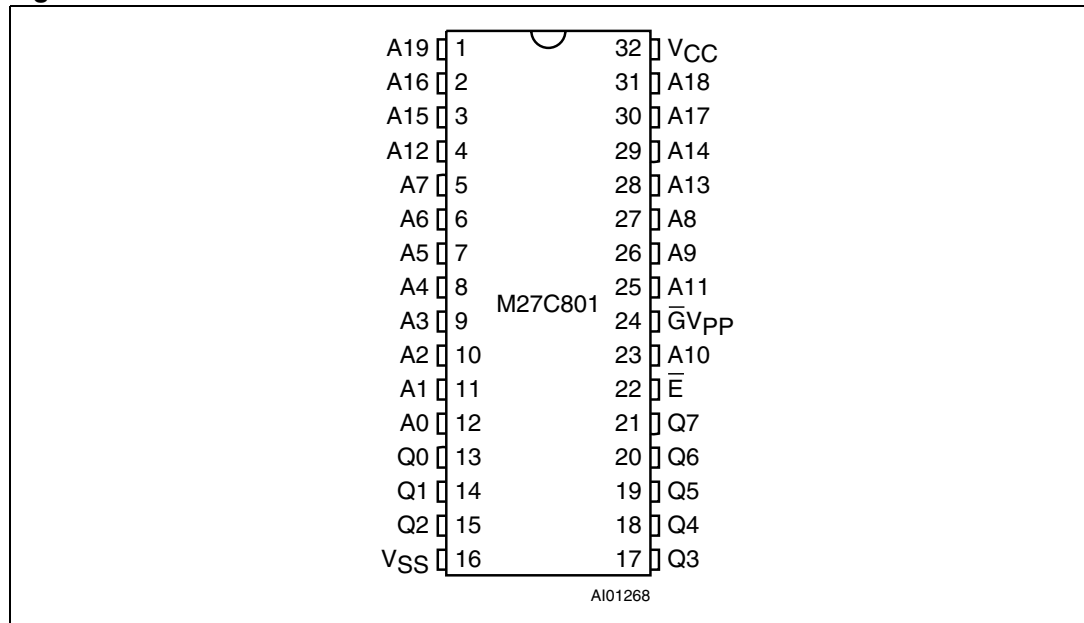 A19 1 32 VCC
A16 2 31 A18
A15 3 30 A17
A12 4 29 A14
A7 5 28 A13
A6 6 27 A8
A5 7 26 A9
A4 8 25 A11
M27C801
A3 9 24 G̅VPP
A2 10 23 A10
A1 11 22 E̅
A0 12 21 Q7
Q0 13 20 Q6
Q1 14 19 Q5
Q2 15 18 Q4
VSS 16 17 Q3
AI01268